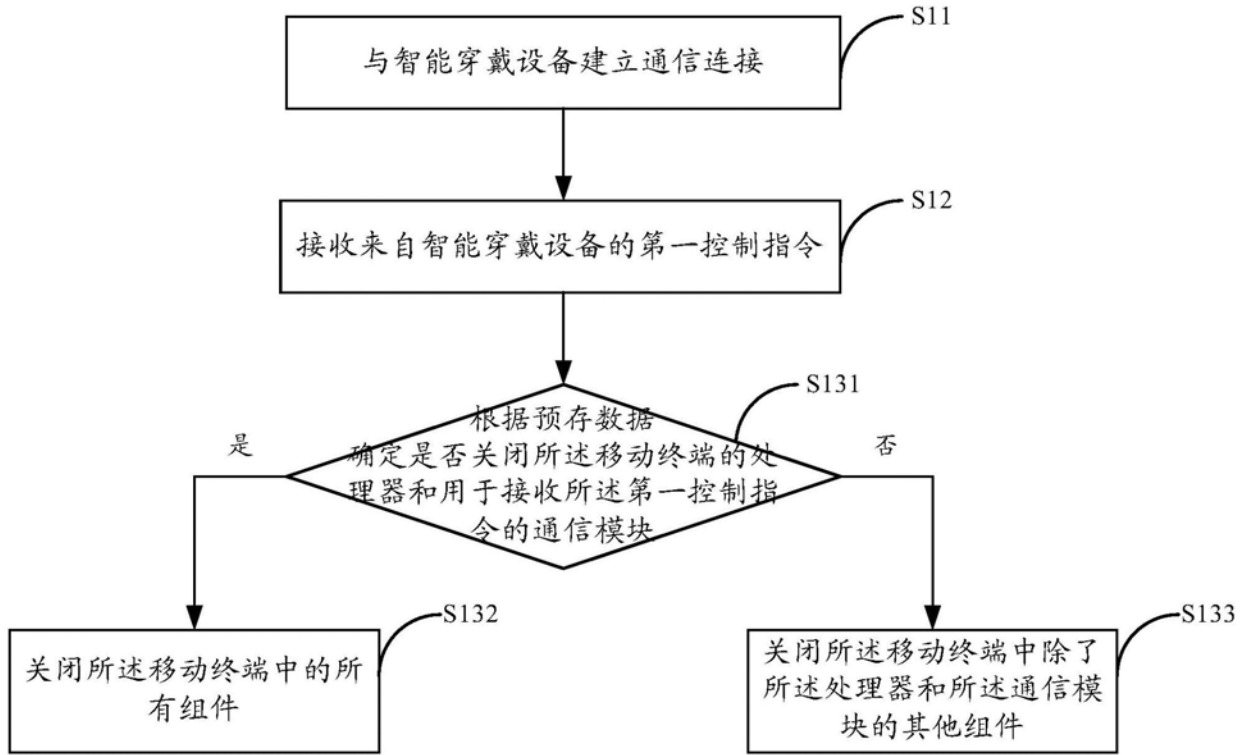 S11
与智能穿戴设备建立通信连接
S12
接收来自智能穿戴设备的第一控制指令
S131
根据预存数据
确定是否关闭所述移动终端的处
理器和用于接收所述第一控制指
令的通信模块
是
否
S132
关闭所述移动终端中的所
有组件
S133
关闭所述移动终端中除了
所述处理器和所述通信模
块的其他组件